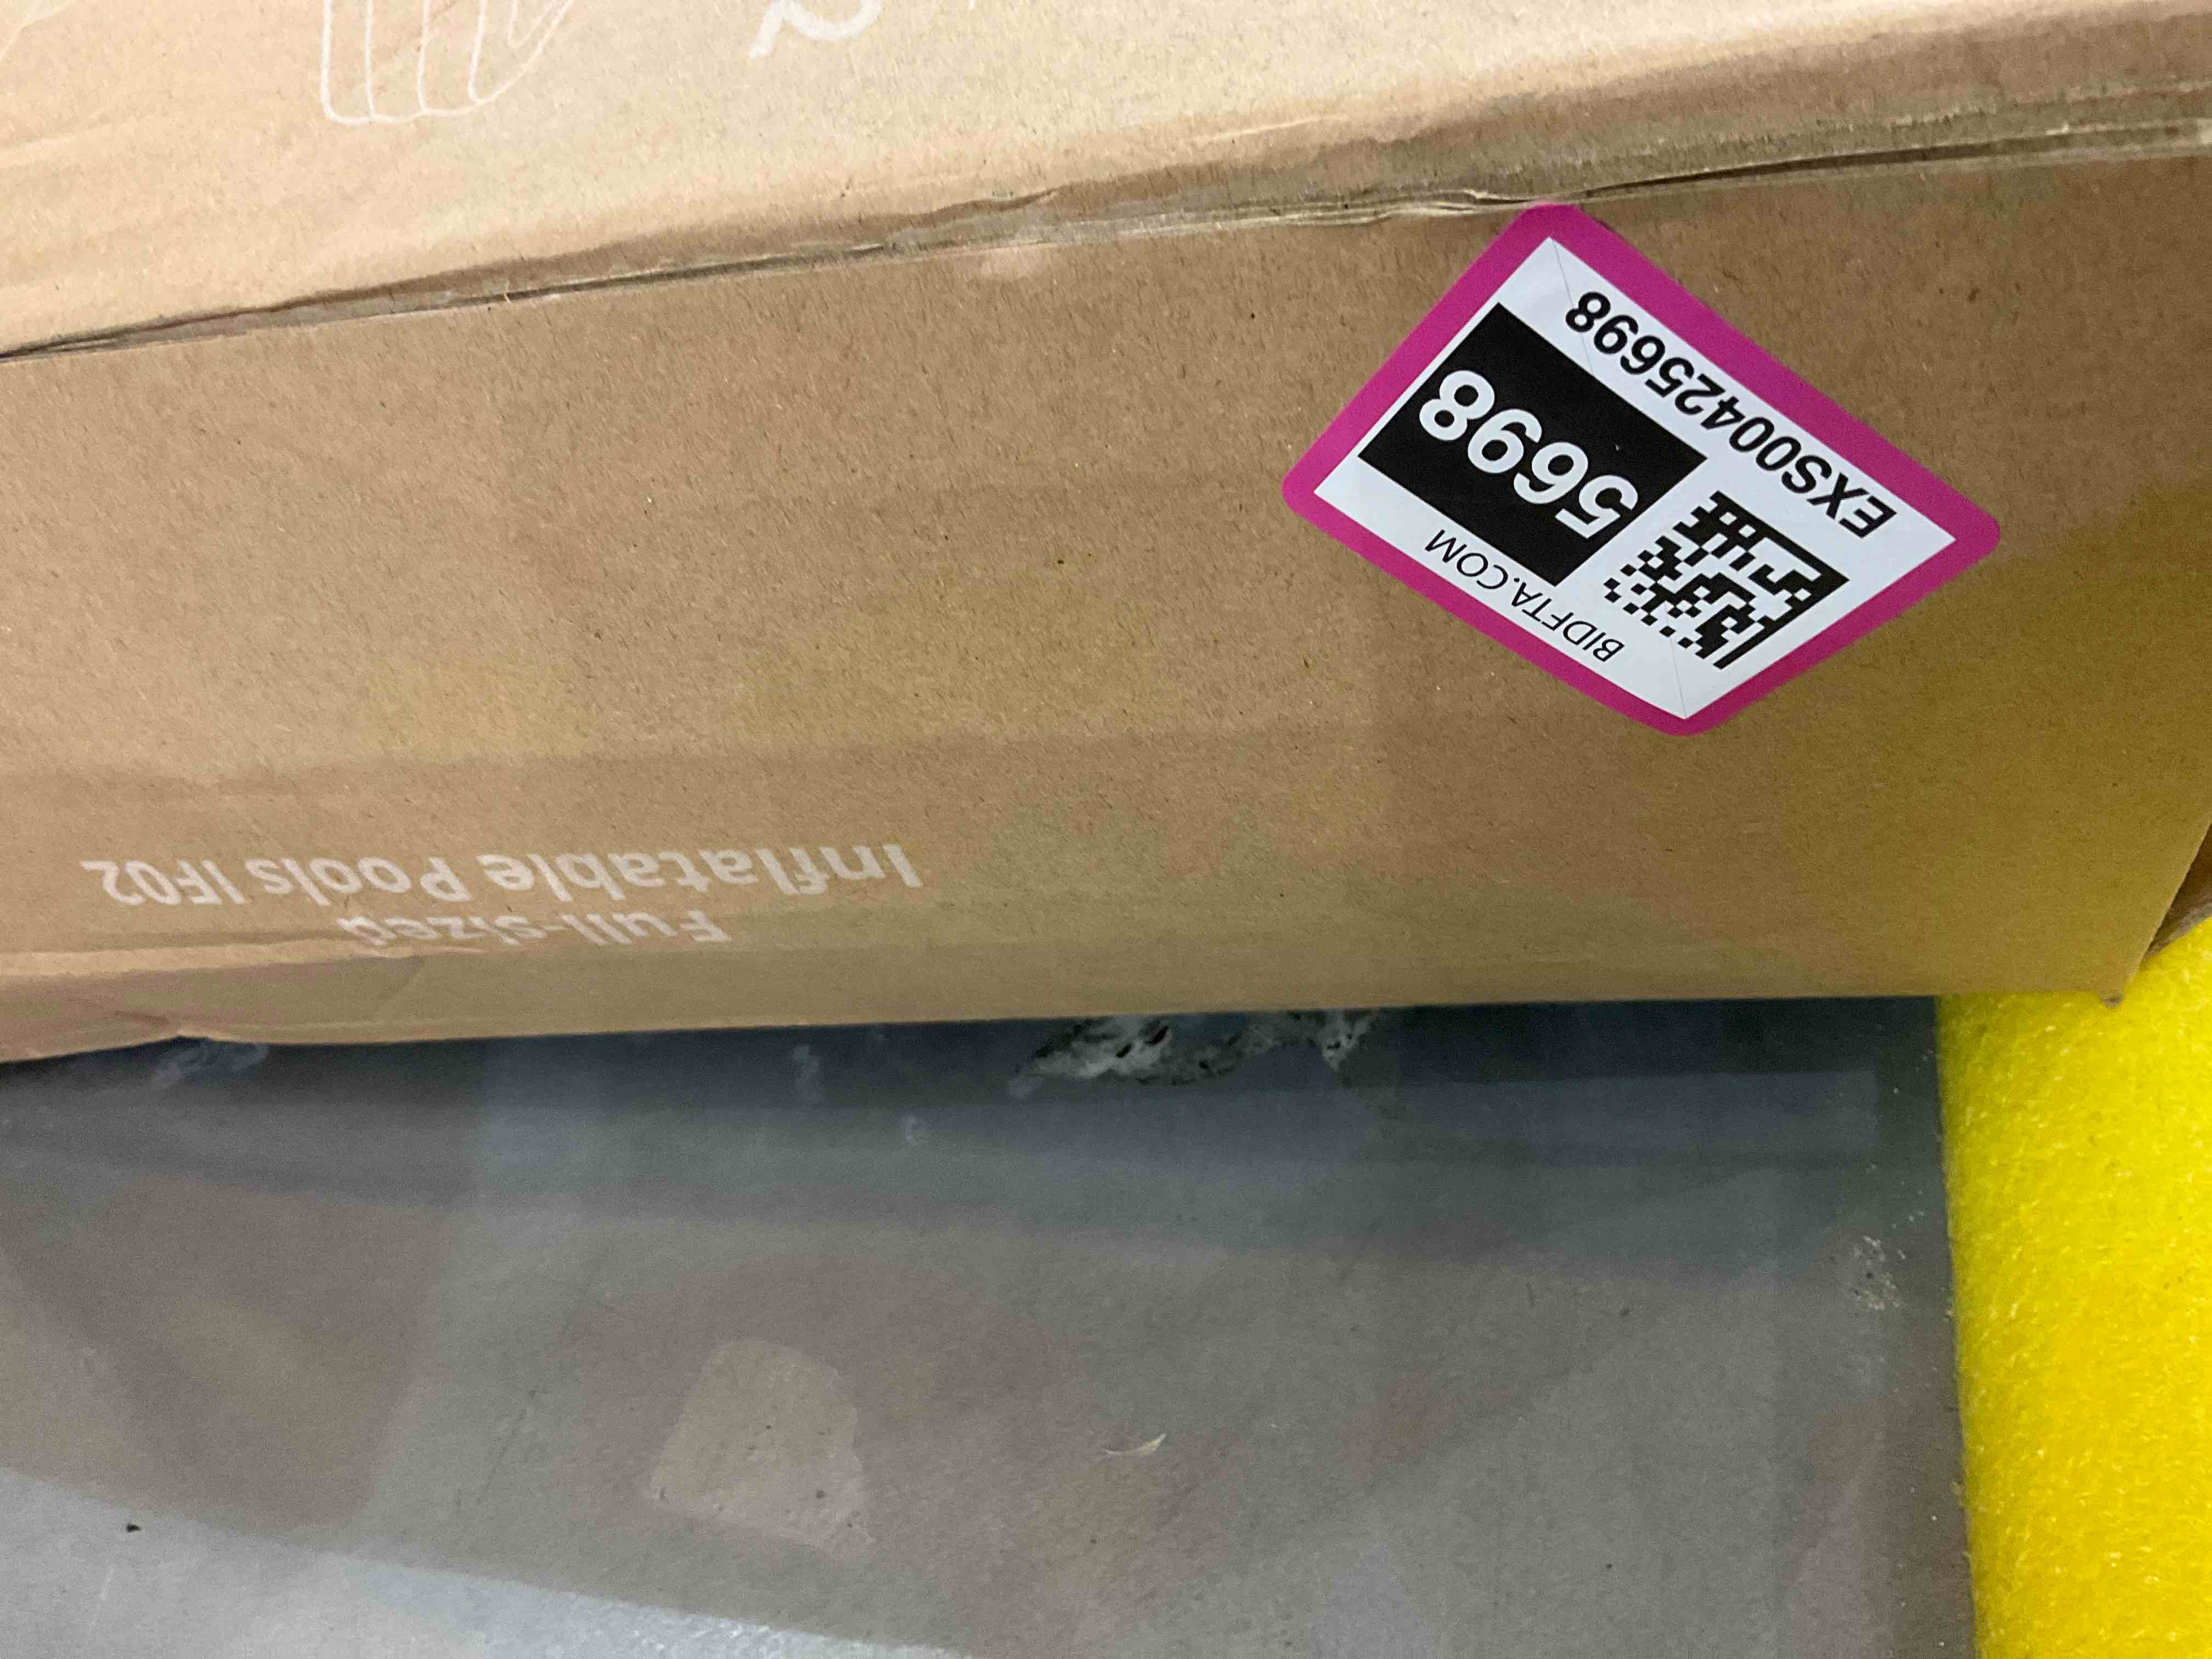 Full-sized
Inflatable Pools IF02
BIDFTA.COM
5698
EXS00425698